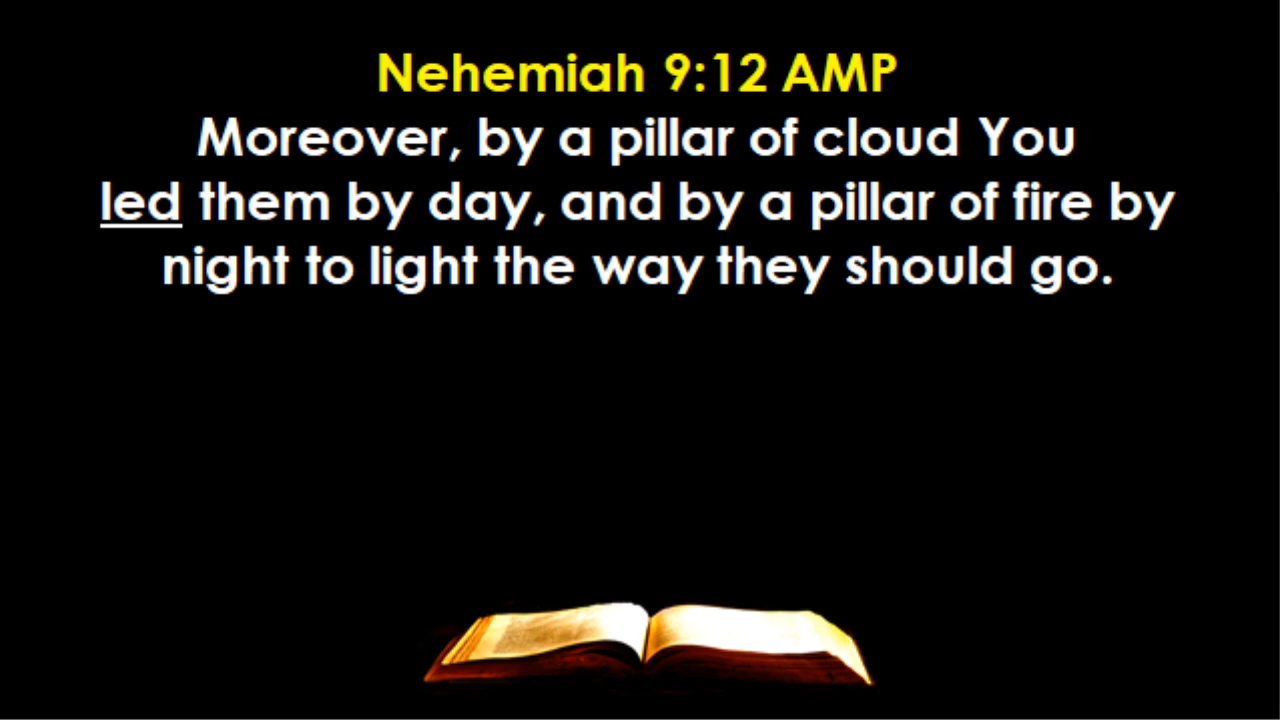 Nehemiah 9:12 AMP
Moreover, by a pillar of cloud You
led them by day, and by a pillar of fire by
night to light the way they should go.